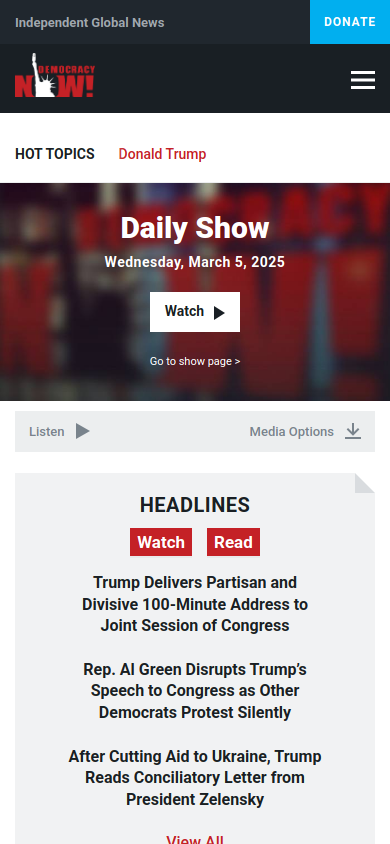 Independent Global News
DONATE
DEMOCRACY
NOW!
HOT TOPICS
Donald Trump
Daily Show
Wednesday, March 5, 2025
Watch
Go to show page >
Listen
Media Options
HEADLINES
Watch
Read
Trump Delivers Partisan and
Divisive 100-Minute Address to
Joint Session of Congress
Rep. Al Green Disrupts Trump’s
Speech to Congress as Other
Democrats Protest Silently
After Cutting Aid to Ukraine, Trump
Reads Conciliatory Letter from
President Zelensky
View All